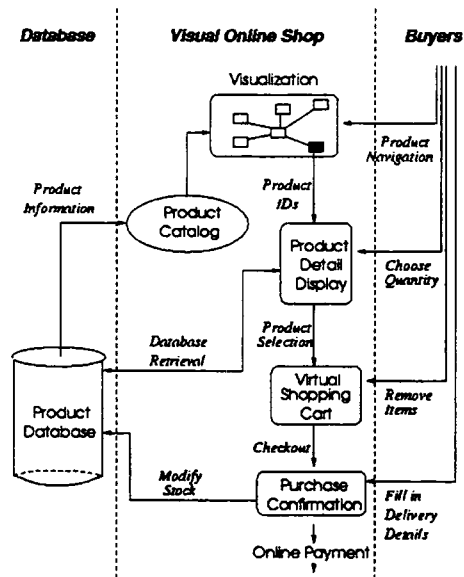 Database
Visual Online Shop
Buyers
Visualization
Product
Navigation
Product
Information
Product
IDs
Product
Catalog
Product
Detail
Display
Choose
Quantity
Database
Retrieval
Product
Selection
Virtual
Shopping
Cart
Remove
Items
Product
Database
Checkout
Modify
Stock
Purchase
Confirmation
Fill in
Delivery
Details
Online Payment